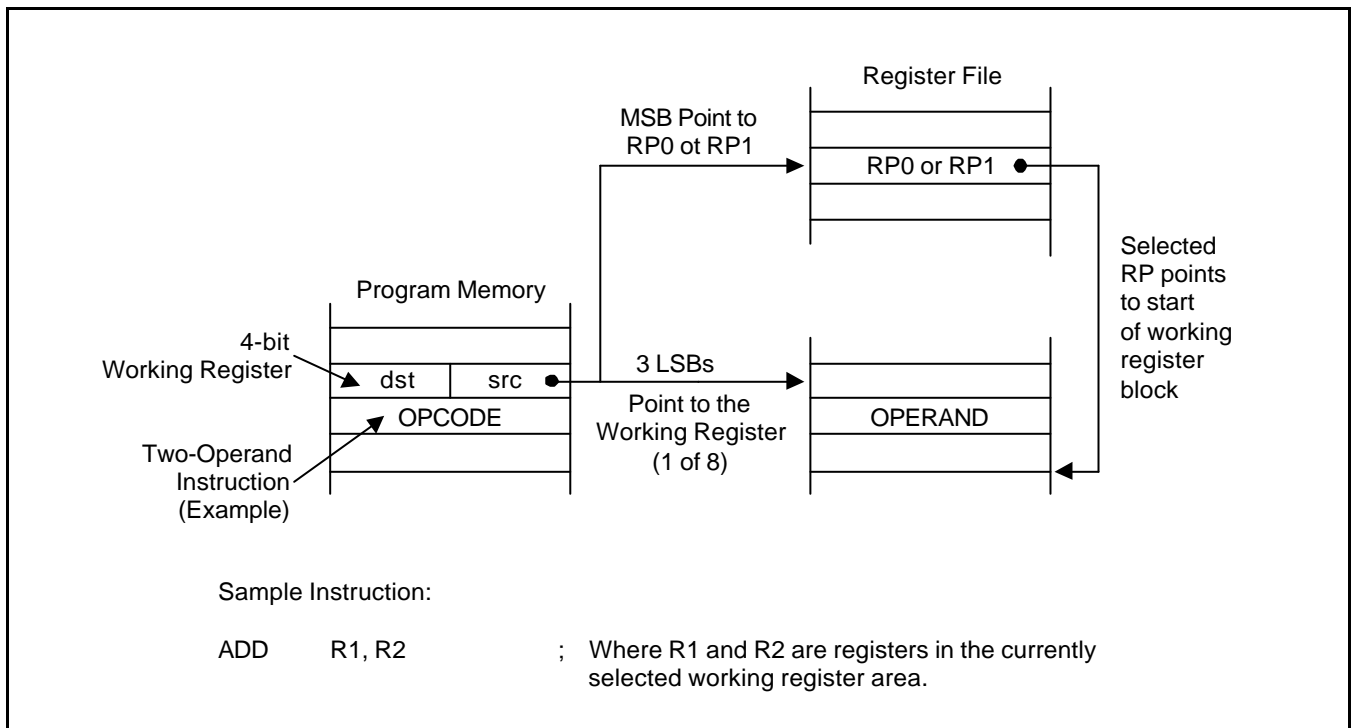 Register File
MSB Point to
RP0 ot RP1
RP0 or RP1
Selected
RP points
to start
of working
register
block
Program Memory
4-bit
Working Register
dst src
3 LSBs
OPCODE
Point to the
Working Register
(1 of 8)
OPERAND
Two-Operand
Instruction
(Example)
Sample Instruction:
ADD R1, R2 ; Where R1 and R2 are registers in the currently
selected working register area.